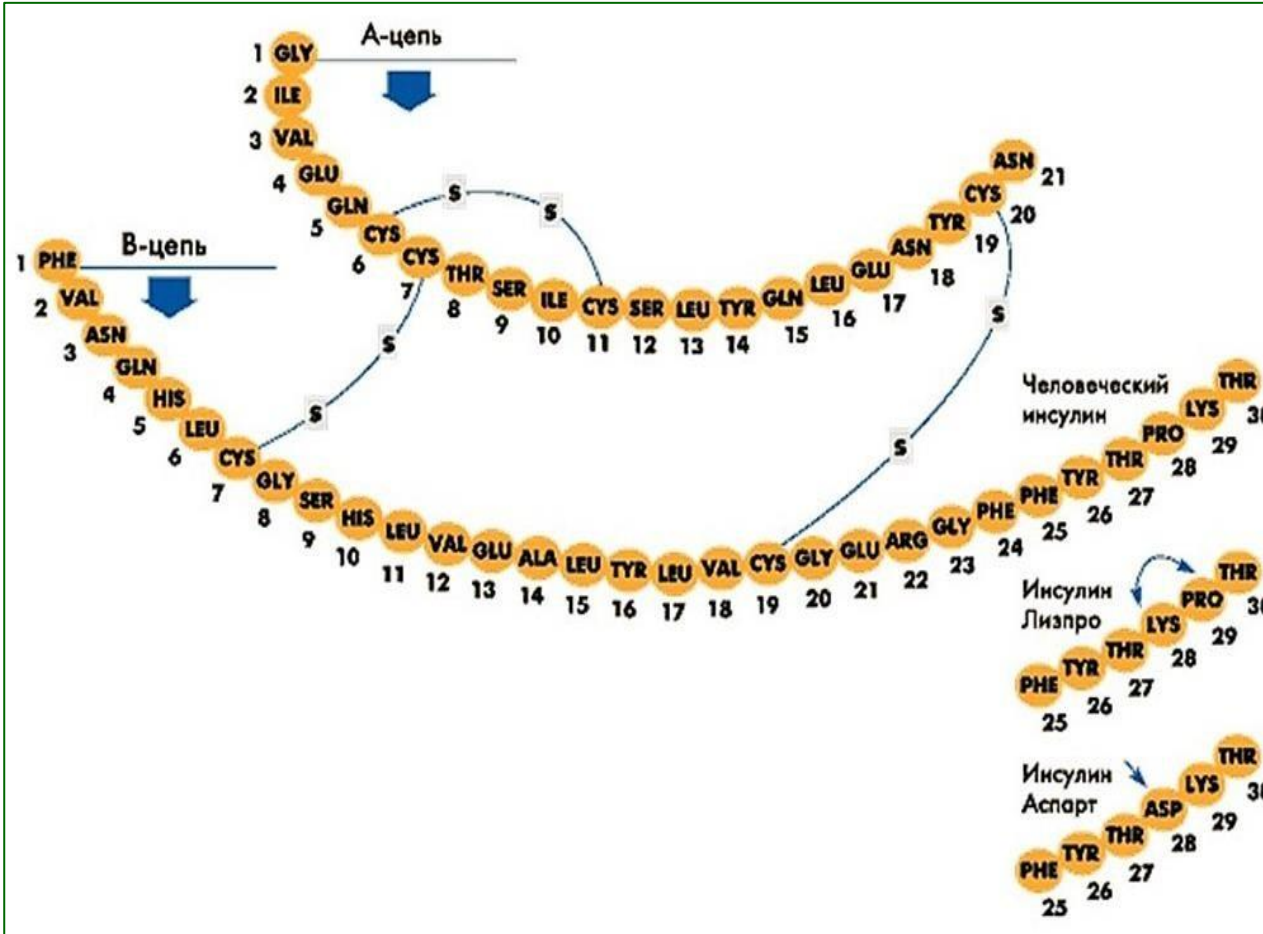 А-цепь
1 GLY
2 ILE
3 VAL
4 GLU
5 GLN
6 CYS
7 CYS
8 THR
9 SER
10 ILE
11 CYS
12 SER
13 LEU
14 TYR
15 GLN
16 LEU
17 GLU
18 ASN
19 TYR
20 CYS
21 ASN
S
S
S
S
S
S
В-цепь
1 PHE
2 VAL
3 ASN
4 GLN
5 HIS
6 LEU
7 CYS
8 GLY
9 SER
10 HIS
11 LEU
12 VAL
13 GLU
14 ALA
15 LEU
16 TYR
17 LEU
18 VAL
19 CYS
20 GLY
21 GLU
22 ARG
23 GLY
24 PHE
25 PHE
26 TYR
27 THR
28 PRO
29 LYS
30 THR
Человеческий
инсулин
Инсулин
Лизпро
25 PHE
26 TYR
27 THR
28 LYS
29 PRO
30 THR
Инсулин
Аспарт
25 PHE
26 TYR
27 THR
28 ASP
29 LYS
30 THR